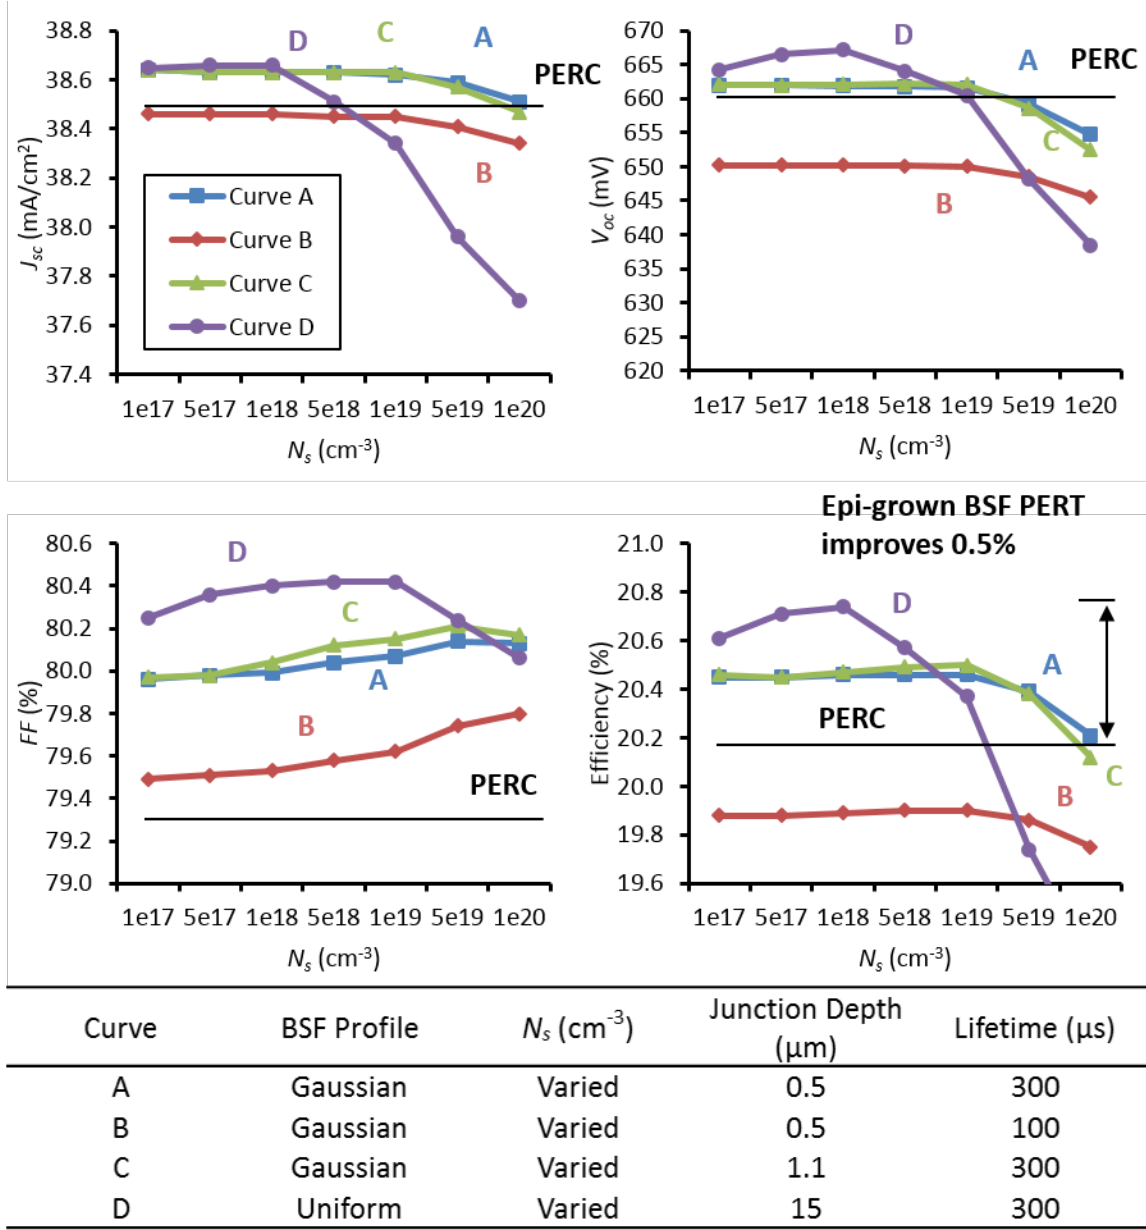 38.8
38.6
38.4
38.2
38.0
37.8
37.6
37.4
J_sc (mA/cm²)
D
C
A
PERC
B
Curve A
Curve B
Curve C
Curve D
1e17 5e17 1e18 5e18 1e19 5e19 1e20
N_s (cm⁻³)
670
665
660
655
650
645
640
635
630
625
620
V_oc (mV)
D
A
PERC
C
B
1e17 5e17 1e18 5e18 1e19 5e19 1e20
N_s (cm⁻³)
80.6
80.4
80.2
80.0
79.8
79.6
79.4
79.2
79.0
FF (%)
D
C
A
B
PERC
1e17 5e17 1e18 5e18 1e19 5e19 1e20
N_s (cm⁻³)
Epi-grown BSF PERT
improves 0.5%
21.0
20.8
20.6
20.4
20.2
20.0
19.8
19.6
Efficiency (%)
D
A
PERC
C
B
1e17 5e17 1e18 5e18 1e19 5e19 1e20
N_s (cm⁻³)
Curve BSF Profile N_s (cm⁻³) Junction Depth (μm) Lifetime (μs)
A Gaussian Varied 0.5 300
B Gaussian Varied 0.5 100
C Gaussian Varied 1.1 300
D Uniform Varied 15 300